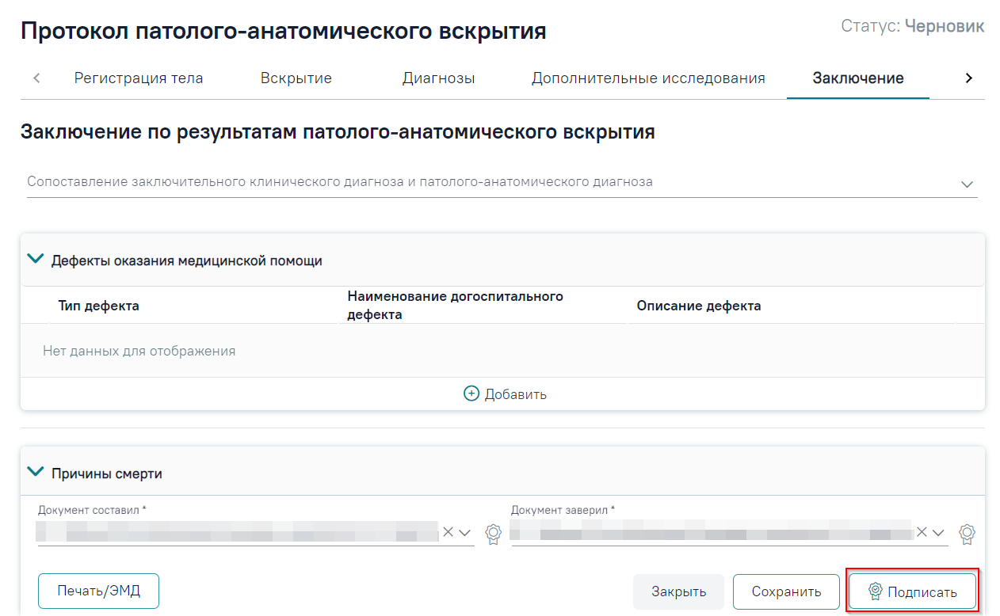 Протокол патолого-анатомического вскрытия
Статус: Черновик
Регистрация тела Вскрытие Диагнозы Дополнительные исследования Заключение
Заключение по результатам патолого-анатомического вскрытия
Сопоставление заключительного клинического диагноза и патолого-анатомического диагноза
Дефекты оказания медицинской помощи
Тип дефекта
Наименование догоспитального
дефекта
Описание дефекта
Нет данных для отображения
Добавить
Причины смерти
Документ составил *
Документ заверил *
Печать/ЭМД Закрыть Сохранить Подписать